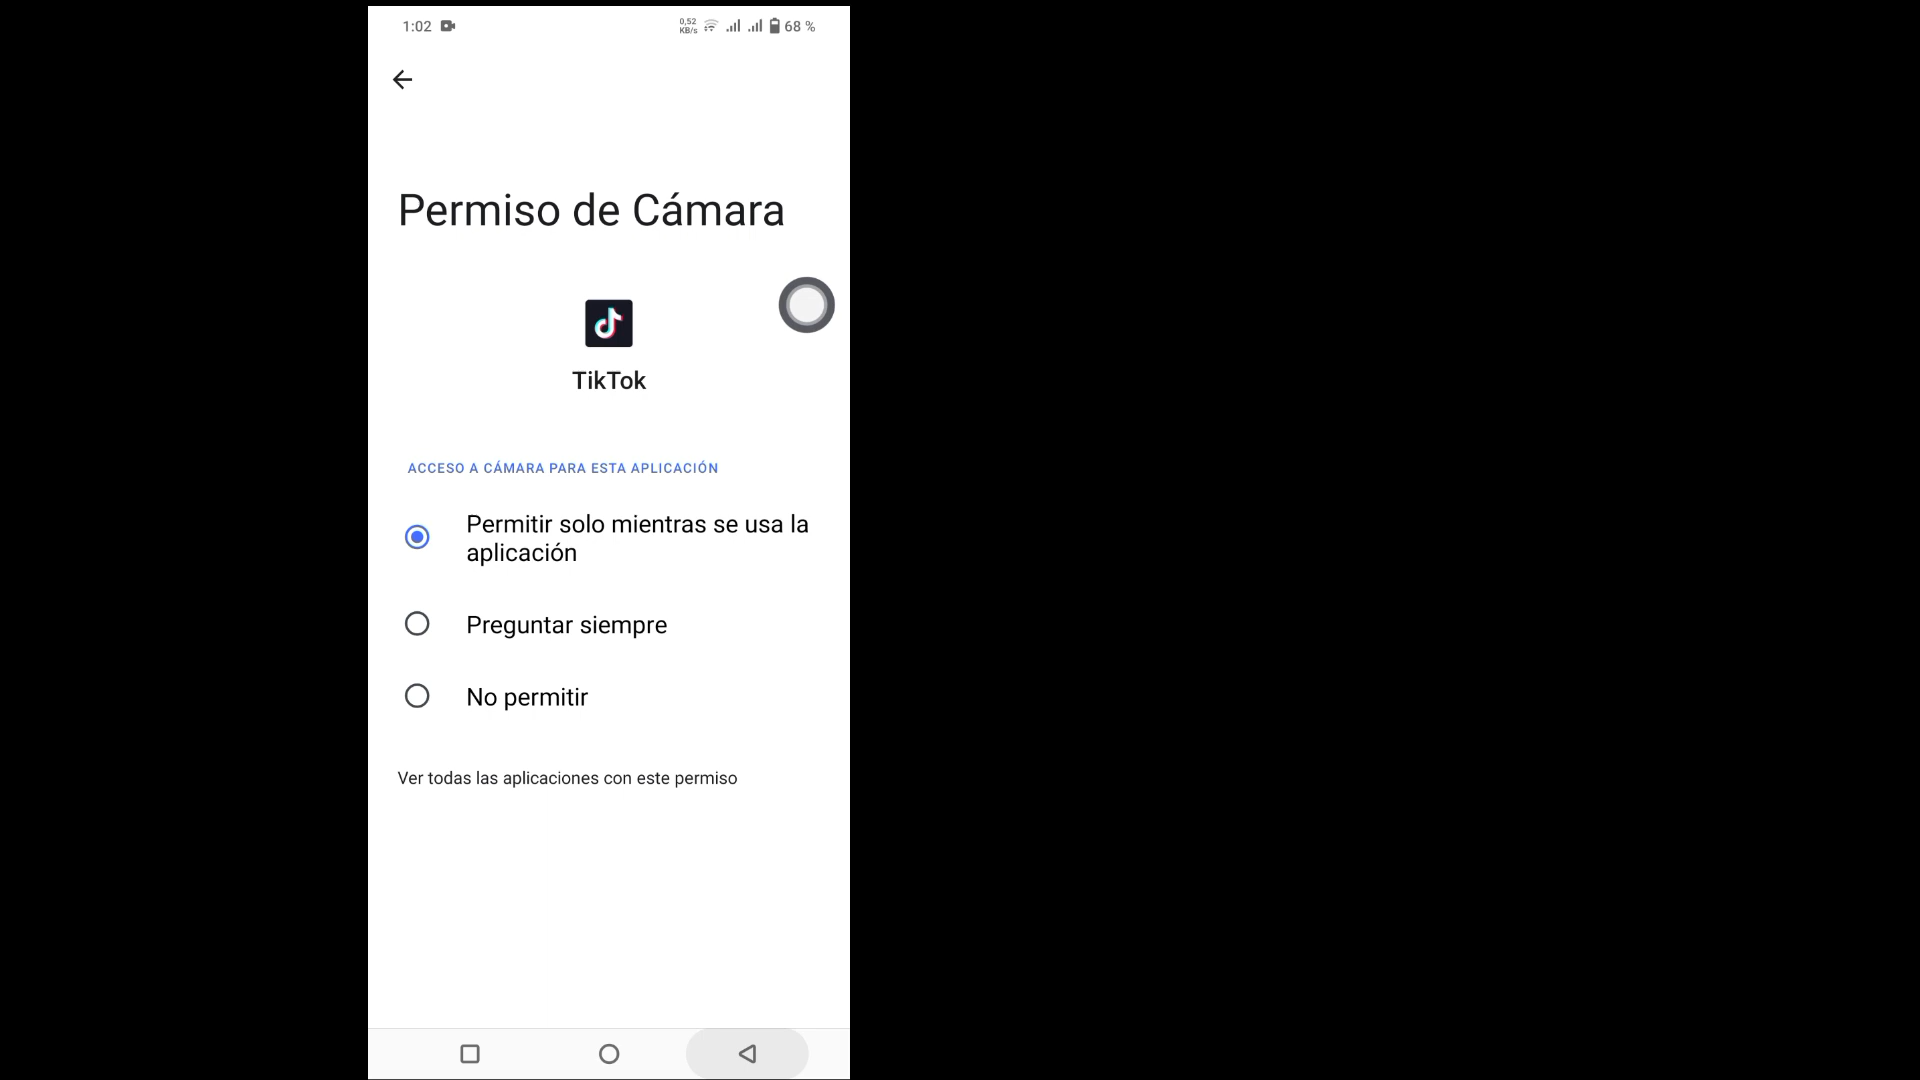 1:02
0,52
KB/s
68 %
Permiso de Cámara
TikTok
ACCESO A CÁMARA PARA ESTA APLICACIÓN
Permitir solo mientras se usa la
aplicación
Preguntar siempre
No permitir
Ver todas las aplicaciones con este permiso